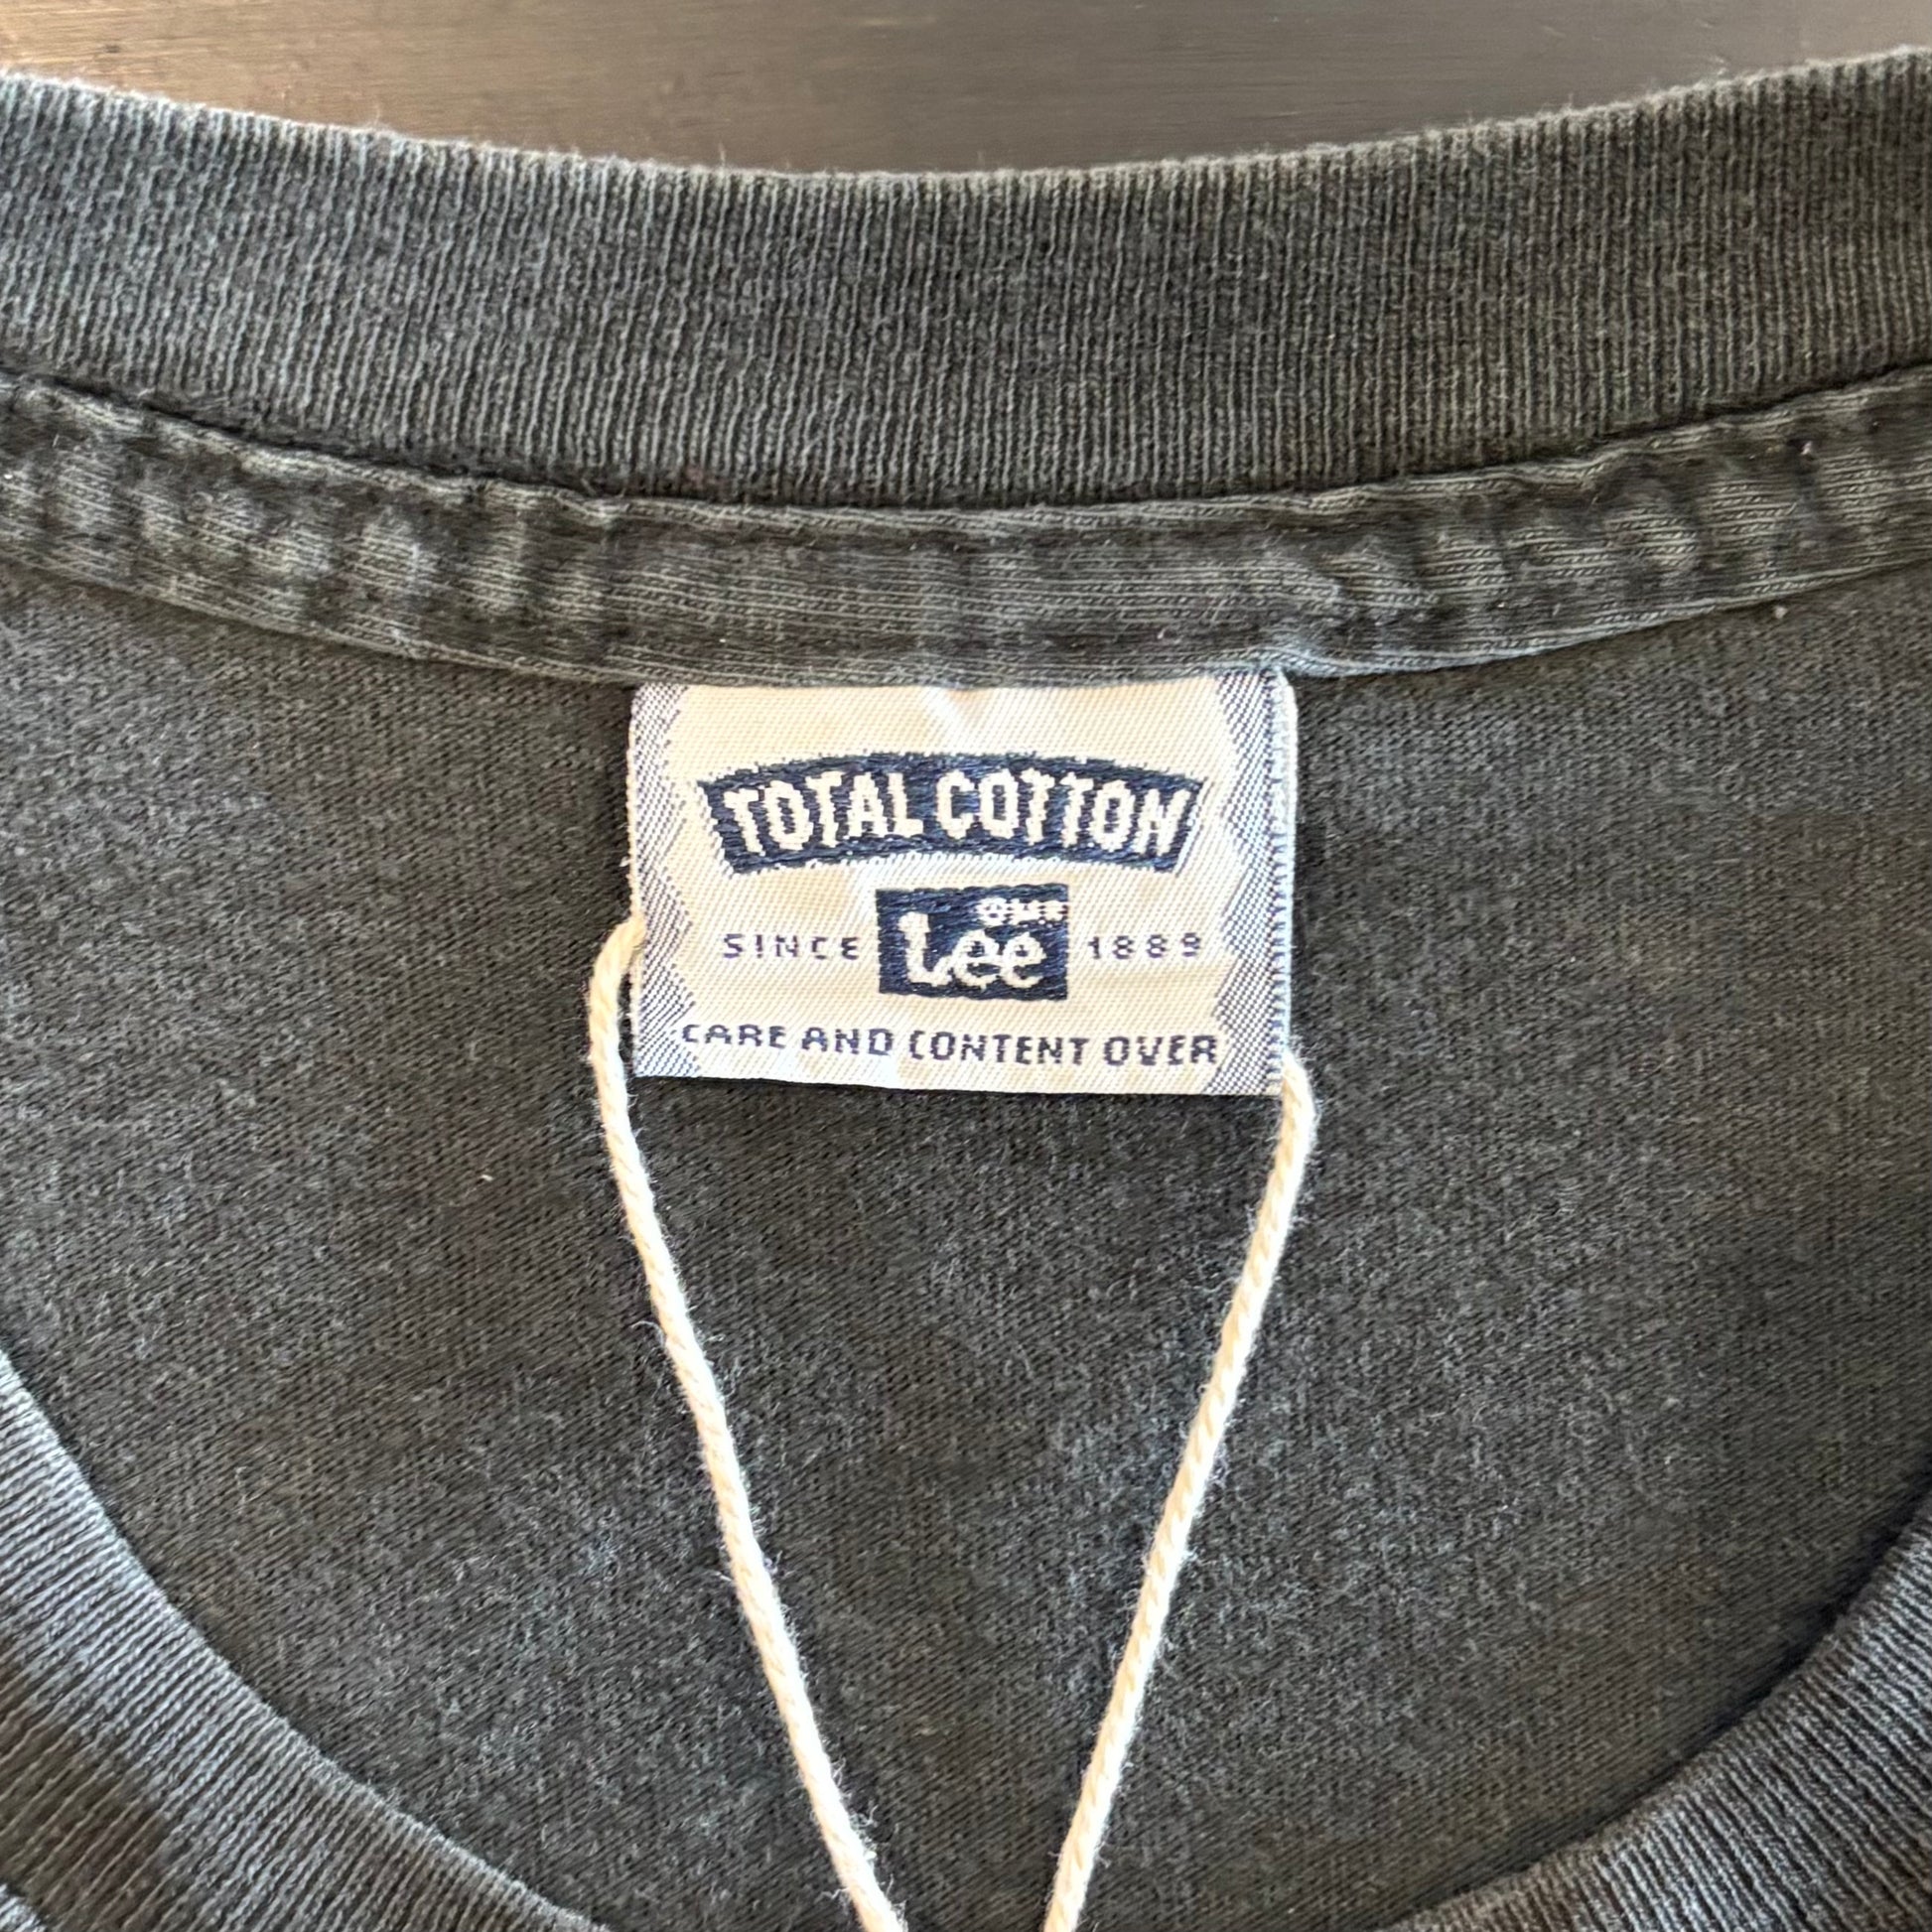 TOTAL COTTON
SINCE Lee 1889
CARE AND CONTENT OVER